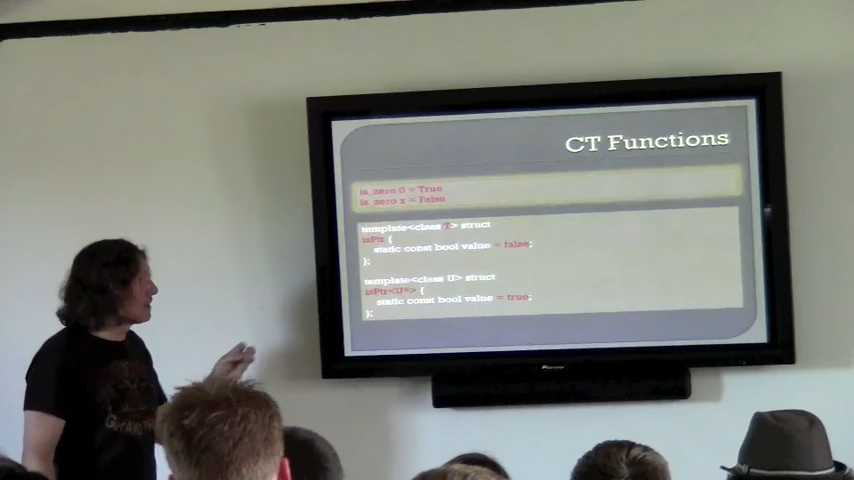 CT Functions
is_zero 0 = True
is_zero x = False
template<class T> struct
isPtr {
static const bool value = false;
};
template<class U> struct
isPtr<U*> {
static const bool value = true;
};
Pioneer